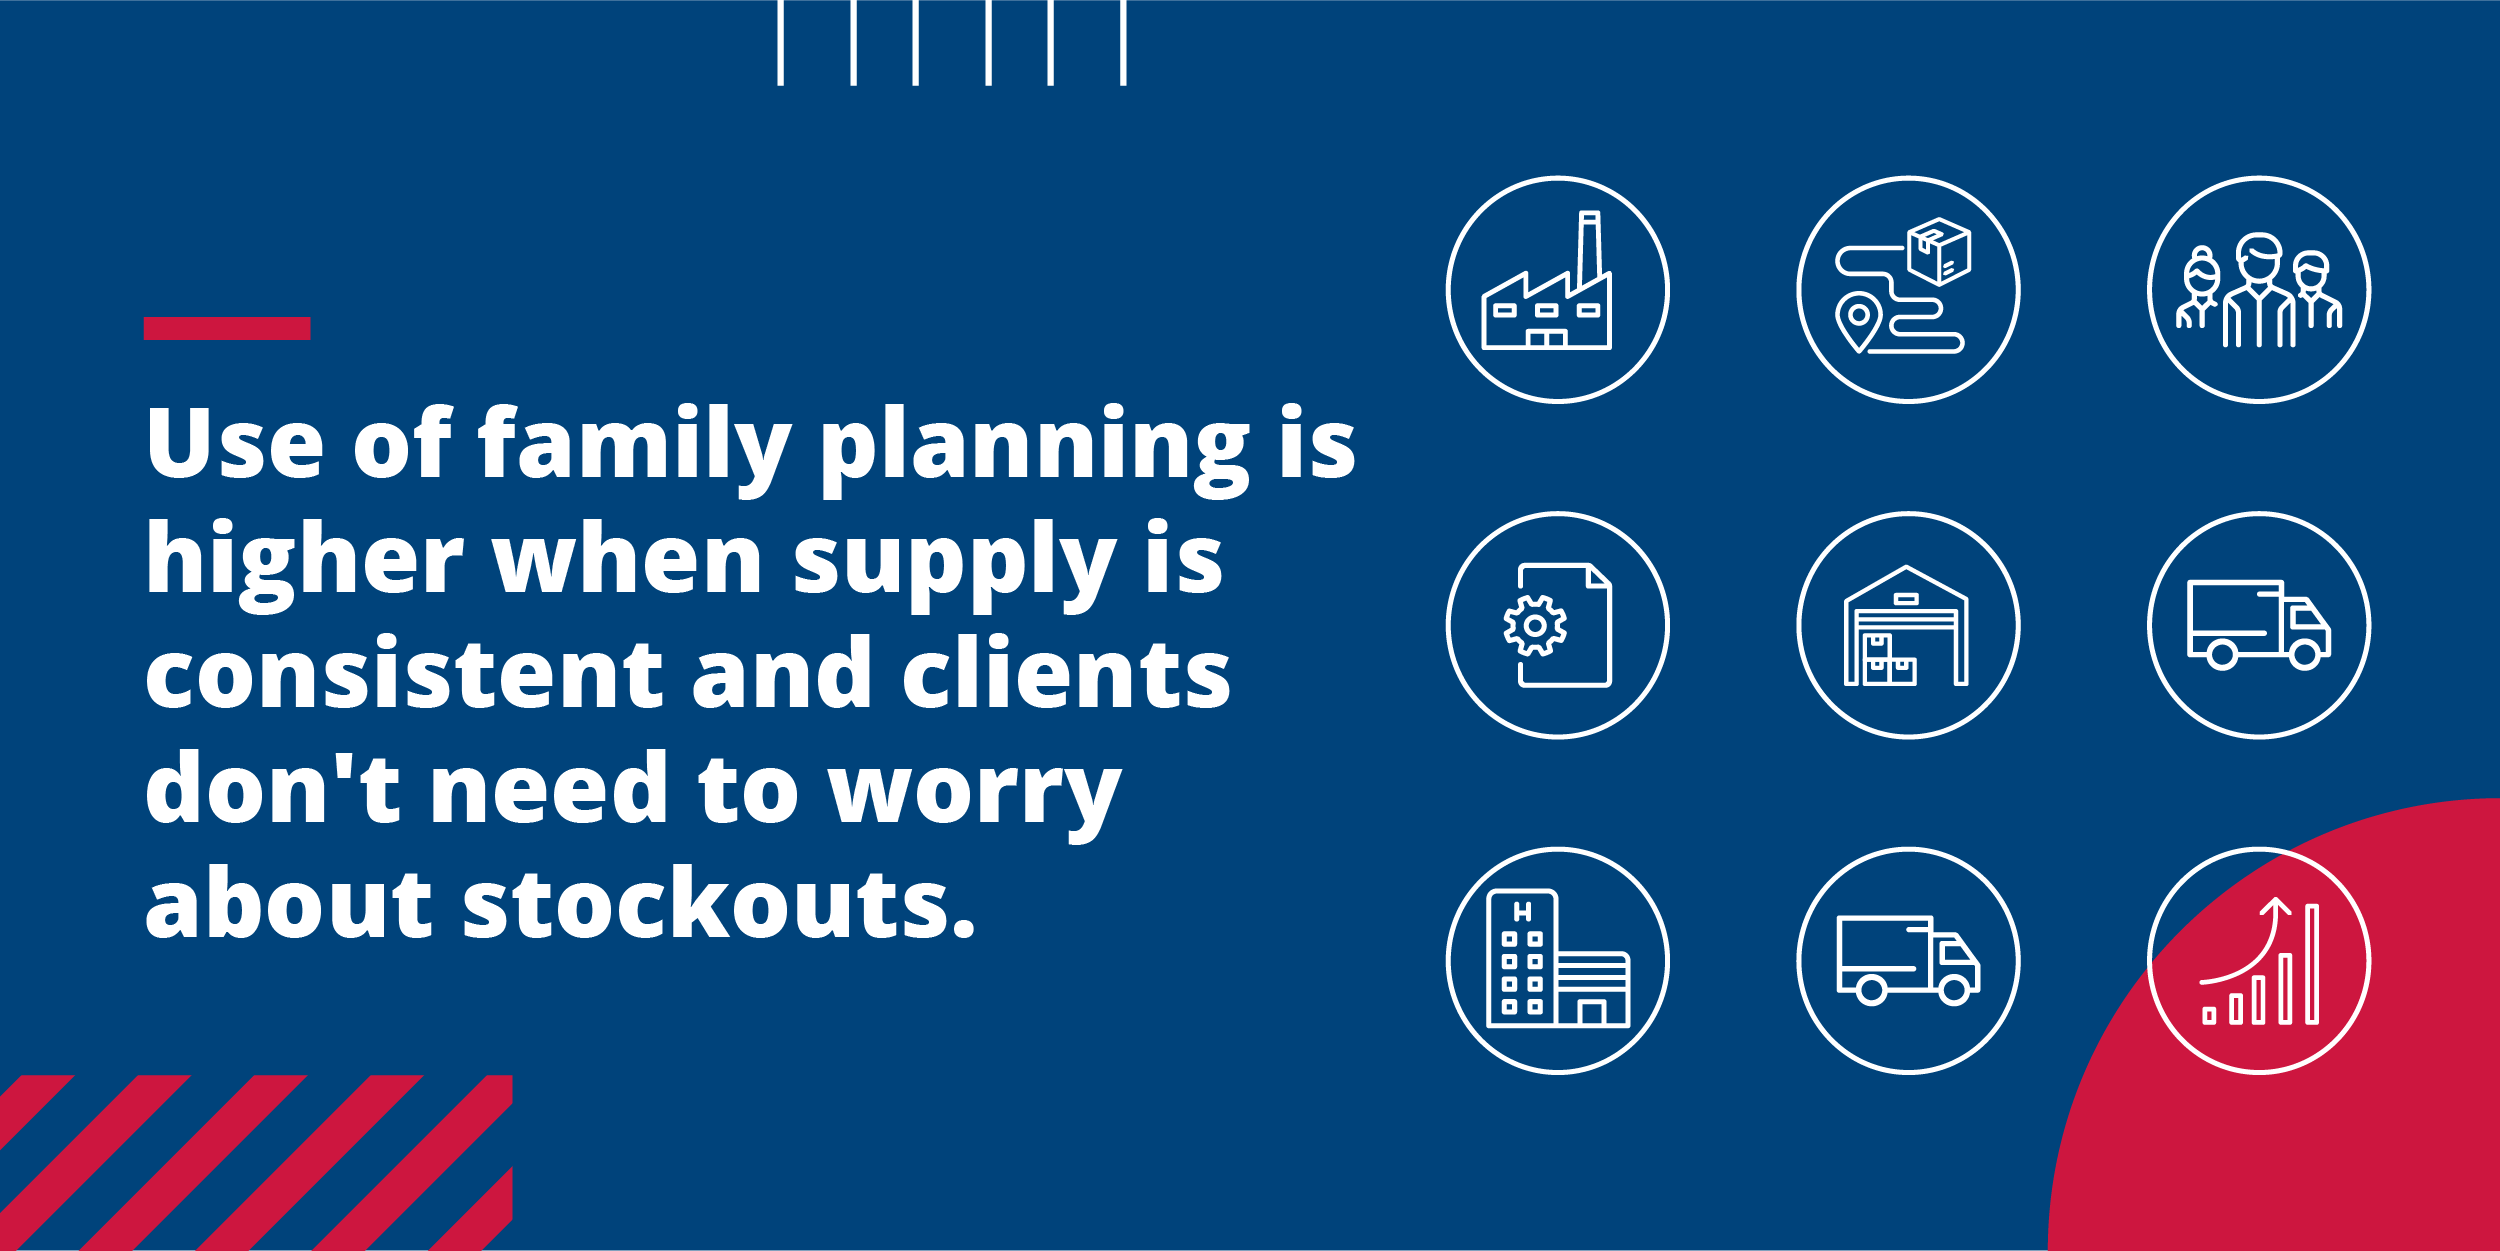 Use of family planning is
higher when supply is
consistent and clients
don't need to worry
about stockouts.
H